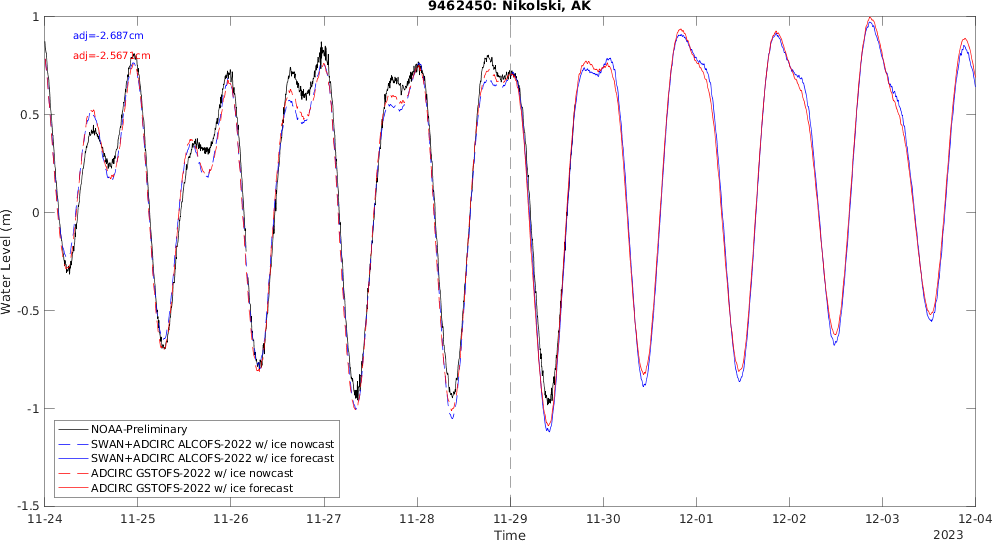 9462450: Nikolski, AK
adj=-2.687cm
adj=-2.5671cm
1
0.5
0
-0.5
-1
-1.5
Water Level (m)
NOAA-Preliminary
SWAN+ADCIRC ALCOFS-2022 w/ ice nowcast
SWAN+ADCIRC ALCOFS-2022 w/ ice forecast
ADCIRC GSTOFS-2022 w/ ice nowcast
ADCIRC GSTOFS-2022 w/ ice forecast
11-24 11-25 11-26 11-27 11-28 11-29 11-30 12-01 12-02 12-03 12-04
Time
2023